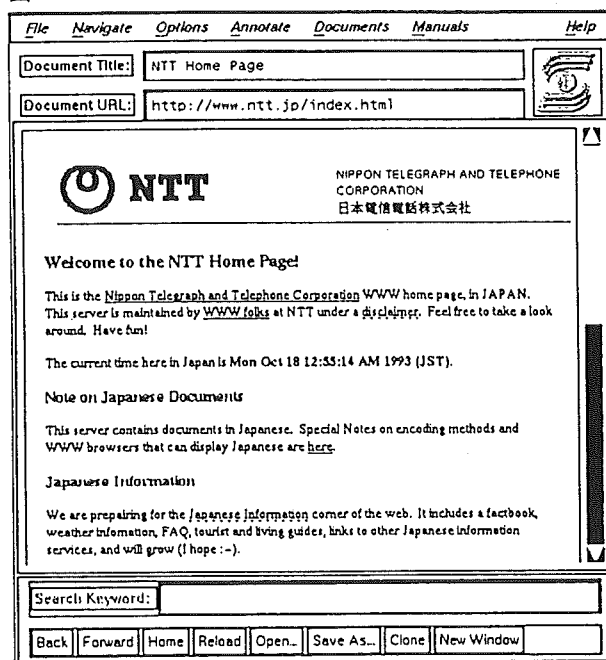 File Navigate Options Annotate Documents Manuals Help
Document Title: NTT Home Page
Document URL: http://www.ntt.jp/index.html
NTT
NIPPON TELEGRAPH AND TELEPHONE
CORPORATION
日本電信電話株式会社
Welcome to the NTT Home Page!
This is the Nippon Telegraph and Telephone Corporation WWW home page, in JAPAN.
This server is maintained by WWW folks at NTT under a disclaimer. Feel free to take a look
around. Have fun!
The current time here in Japan is Mon Oct 18 12:55:14 AM 1993 (JST).
Note on Japanese Documents
This server contains documents in Japanese. Special Notes on encoding methods and
WWW browsers that can display Japanese are here.
Japanese Information
We are prepairing for the Japanese Information corner of the web. It includes a factbook,
weather infomation, FAQ, tourist and living guides, links to other Japanese information
services, and will grow (I hope :-).
Search Keyword:
Back Forward Home Reload Open... Save As... Clone New Window